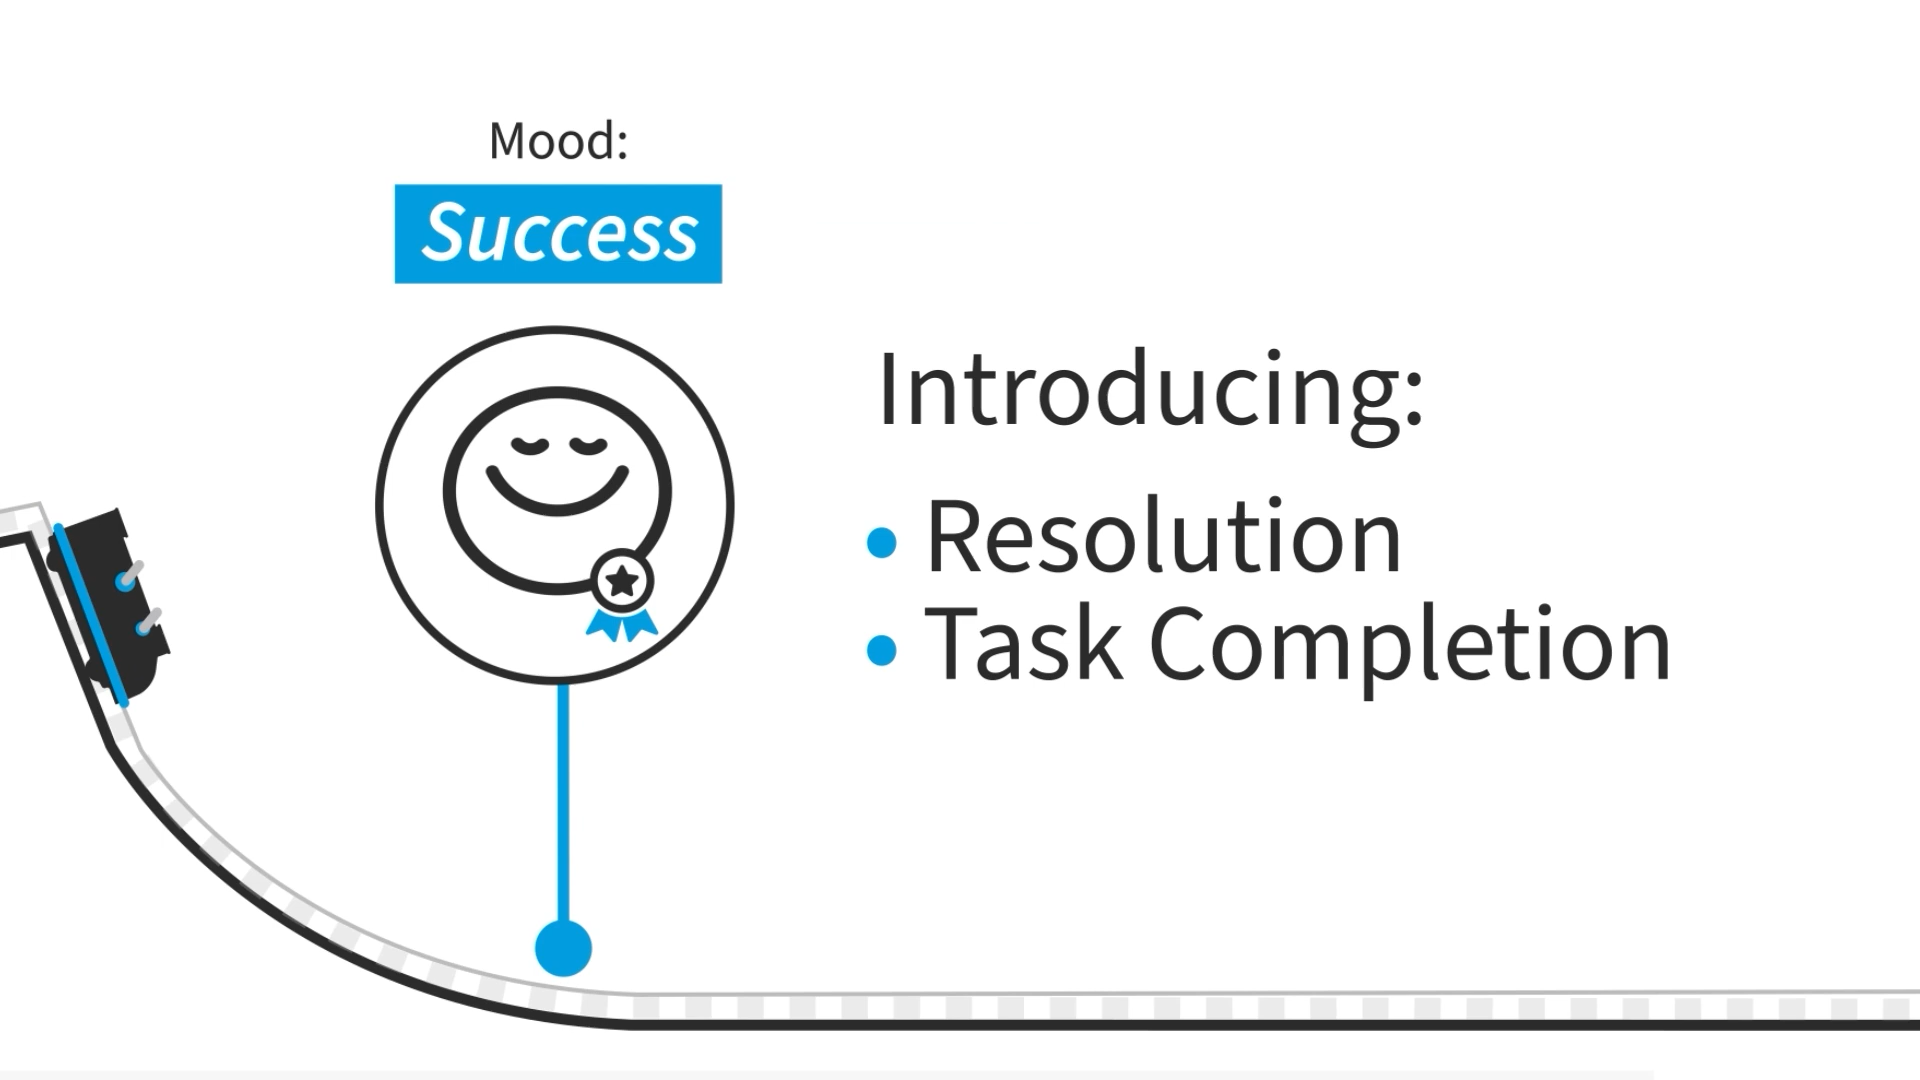 Mood:
Success
Introducing:
• Resolution
• Task Completion